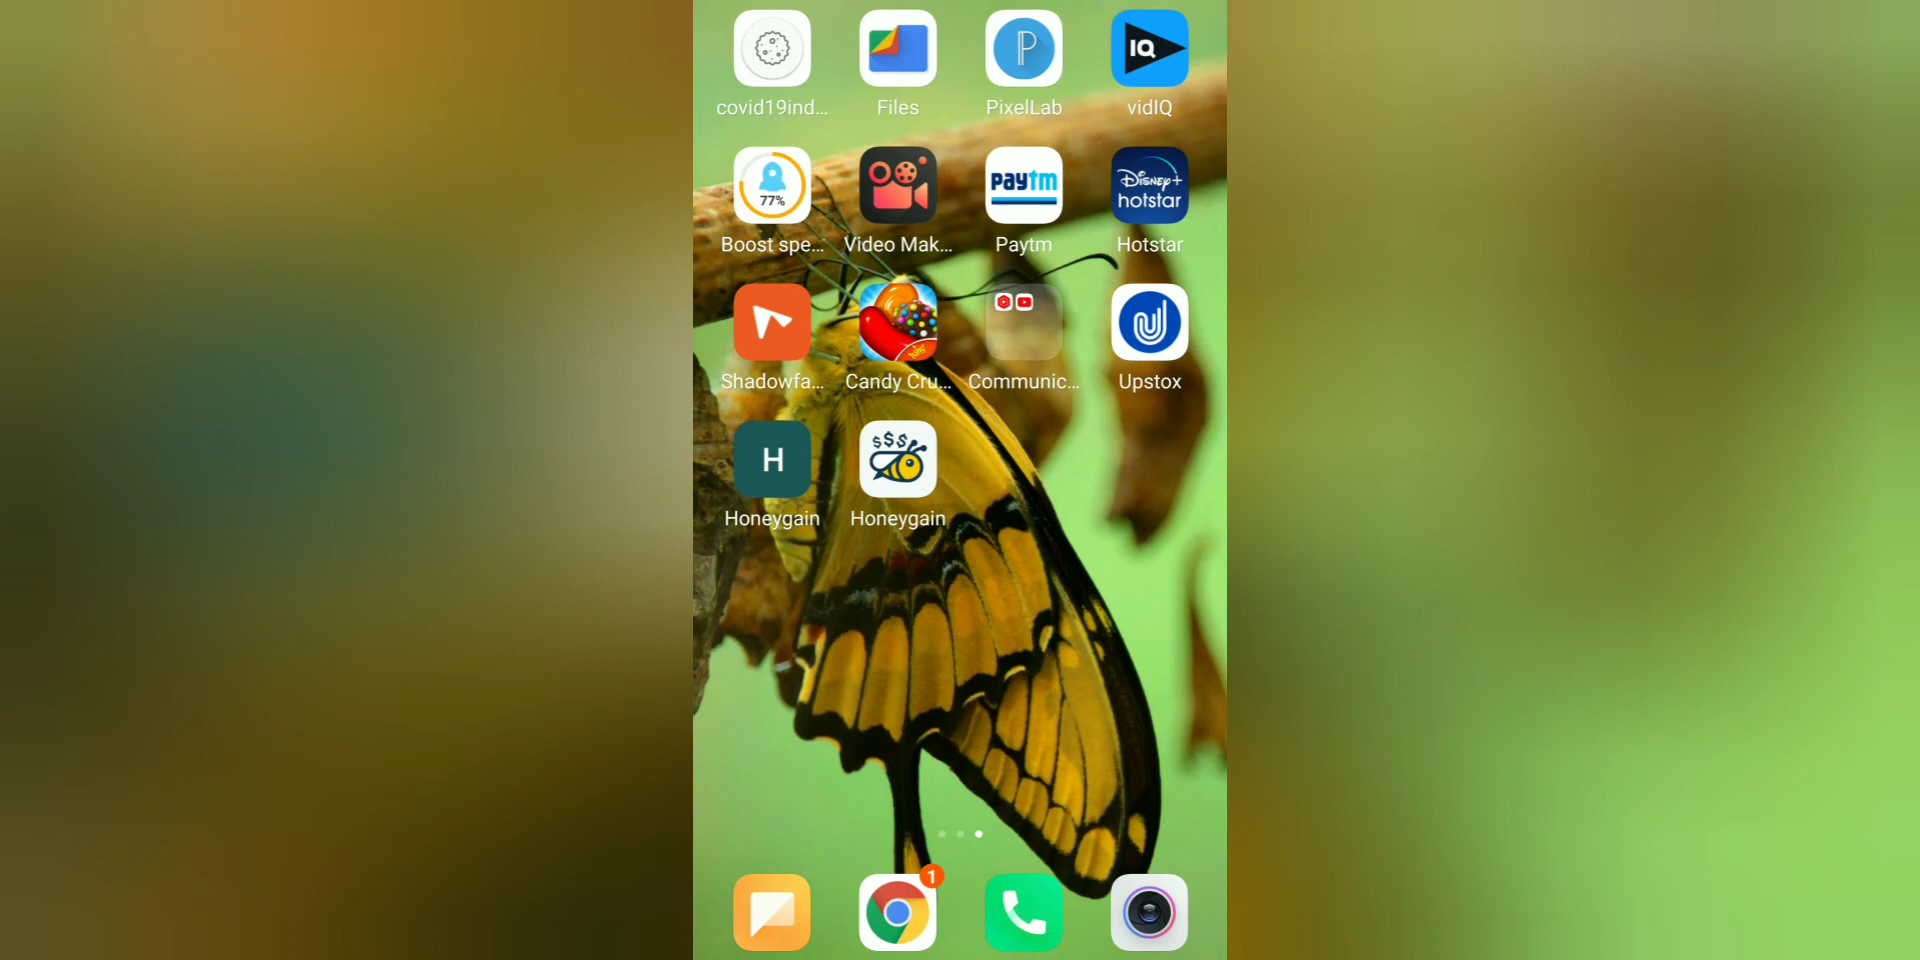 covid19ind...
Files
PixelLab
IQ
vidIQ
77%
Boost spe...
Video Mak...
paytm
Paytm
Disney+
hotstar
Hotstar
Shadowfa...
King
Candy Cru...
Communic...
Upstox
H
Honeygain
$$$
Honeygain
1